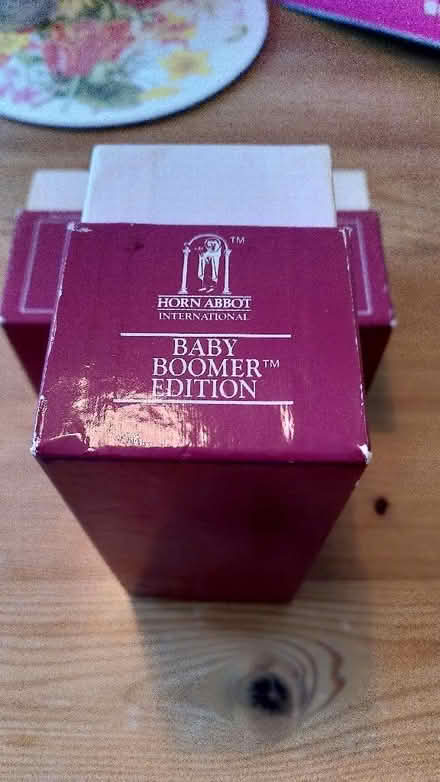 TM
HORN ABBOT
INTERNATIONAL
BABY
BOOMER™
EDITION